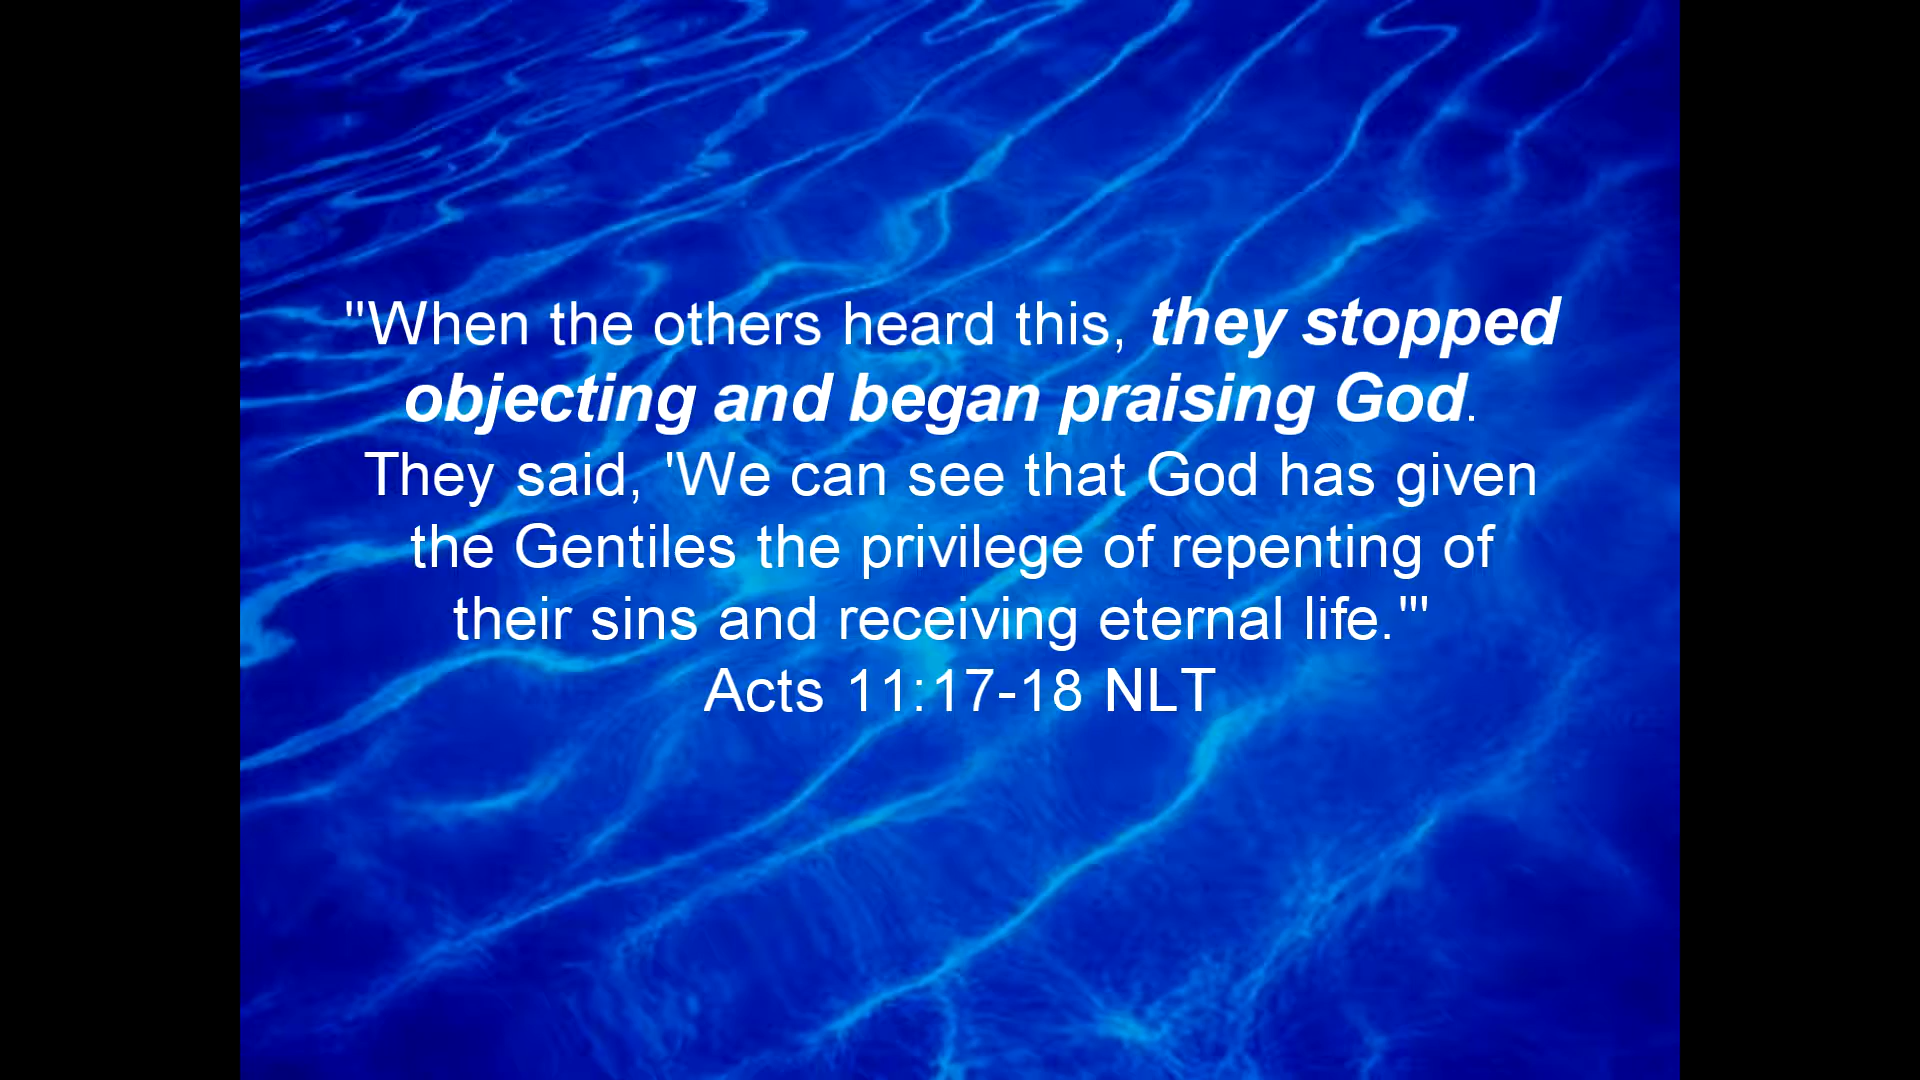 "When the others heard this, they stopped
objecting and began praising God.
They said, 'We can see that God has given
the Gentiles the privilege of repenting of
their sins and receiving eternal life."'
Acts 11:17-18 NLT